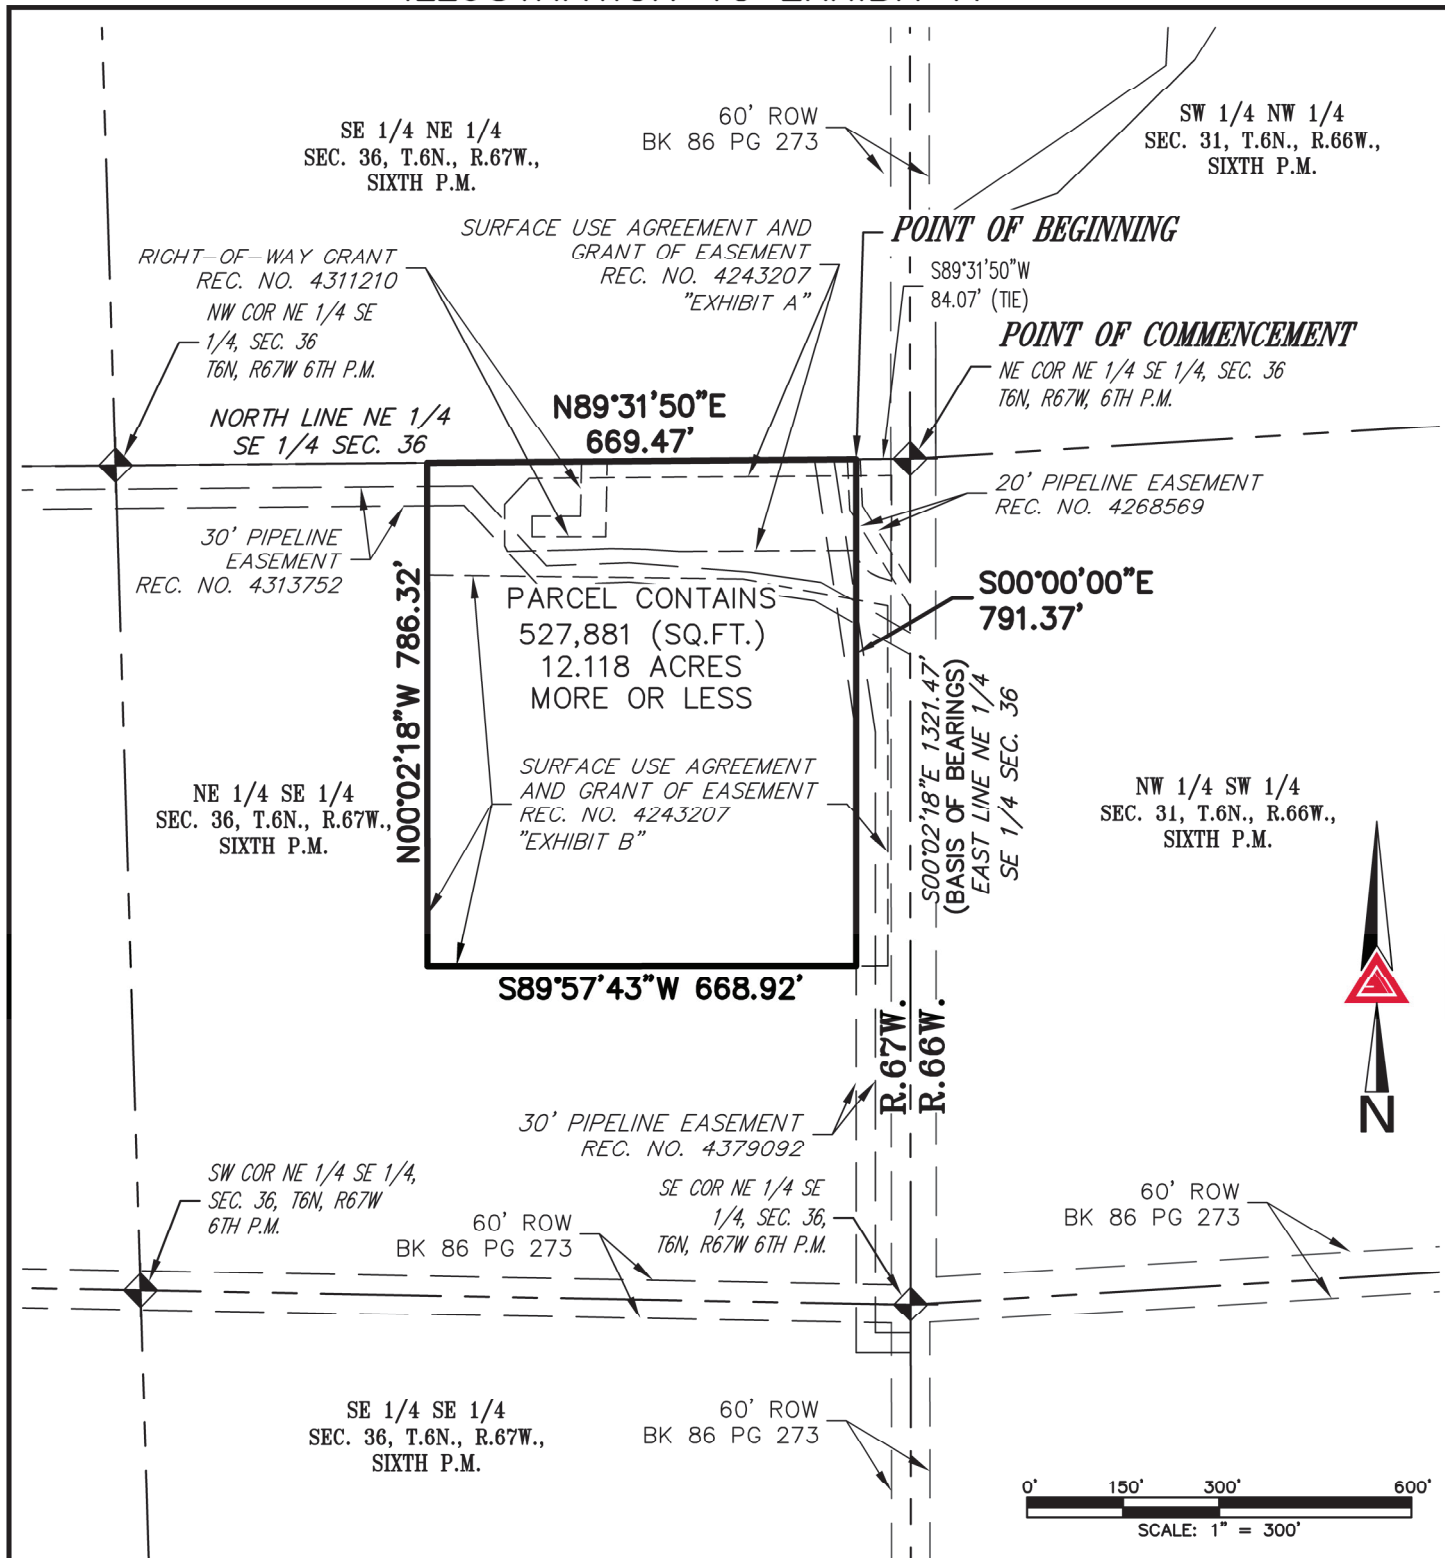 SE 1/4 NE 1/4
SEC. 36, T.6N., R.67W.,
SIXTH P.M.
60' ROW
BK 86 PG 273
SW 1/4 NW 1/4
SEC. 31, T.6N., R.66W.,
SIXTH P.M.
SURFACE USE AGREEMENT AND
GRANT OF EASEMENT
REC. NO. 4243207
"EXHIBIT A"
POINT OF BEGINNING
RIGHT-OF-WAY GRANT
REC. NO. 4311210
S89°31'50"W
84.07' (TIE)
NW COR NE 1/4 SE
1/4, SEC. 36
T6N, R67W 6TH P.M.
POINT OF COMMENCEMENT
NE COR NE 1/4 SE 1/4, SEC. 36
T6N, R67W, 6TH P.M.
NORTH LINE NE 1/4
SE 1/4 SEC. 36
N89°31'50"E
669.47'
20' PIPELINE EASEMENT
REC. NO. 4268569
30' PIPELINE
EASEMENT
REC. NO. 4313752
N00°02'18"W 786.32'
PARCEL CONTAINS
527,881 (SQ.FT.)
12.118 ACRES
MORE OR LESS
S00°00'00"E
791.37'
S00°02'18"E 1321.47'
(BASIS OF BEARINGS)
EAST LINE NE 1/4
SE 1/4 SEC. 36
SURFACE USE AGREEMENT
AND GRANT OF EASEMENT
REC. NO. 4243207
"EXHIBIT B"
NE 1/4 SE 1/4
SEC. 36, T.6N., R.67W.,
SIXTH P.M.
NW 1/4 SW 1/4
SEC. 31, T.6N., R.66W.,
SIXTH P.M.
S89°57'43"W 668.92'
R.67W.
R.66W.
N
30' PIPELINE EASEMENT
REC. NO. 4379092
SW COR NE 1/4 SE 1/4,
SEC. 36, T6N, R67W
6TH P.M.
SE COR NE 1/4 SE
1/4, SEC. 36,
T6N, R67W 6TH P.M.
60' ROW
BK 86 PG 273
60' ROW
BK 86 PG 273
SE 1/4 SE 1/4
SEC. 36, T.6N., R.67W.,
SIXTH P.M.
60' ROW
BK 86 PG 273
0' 150' 300' 600'
SCALE: 1" = 300'